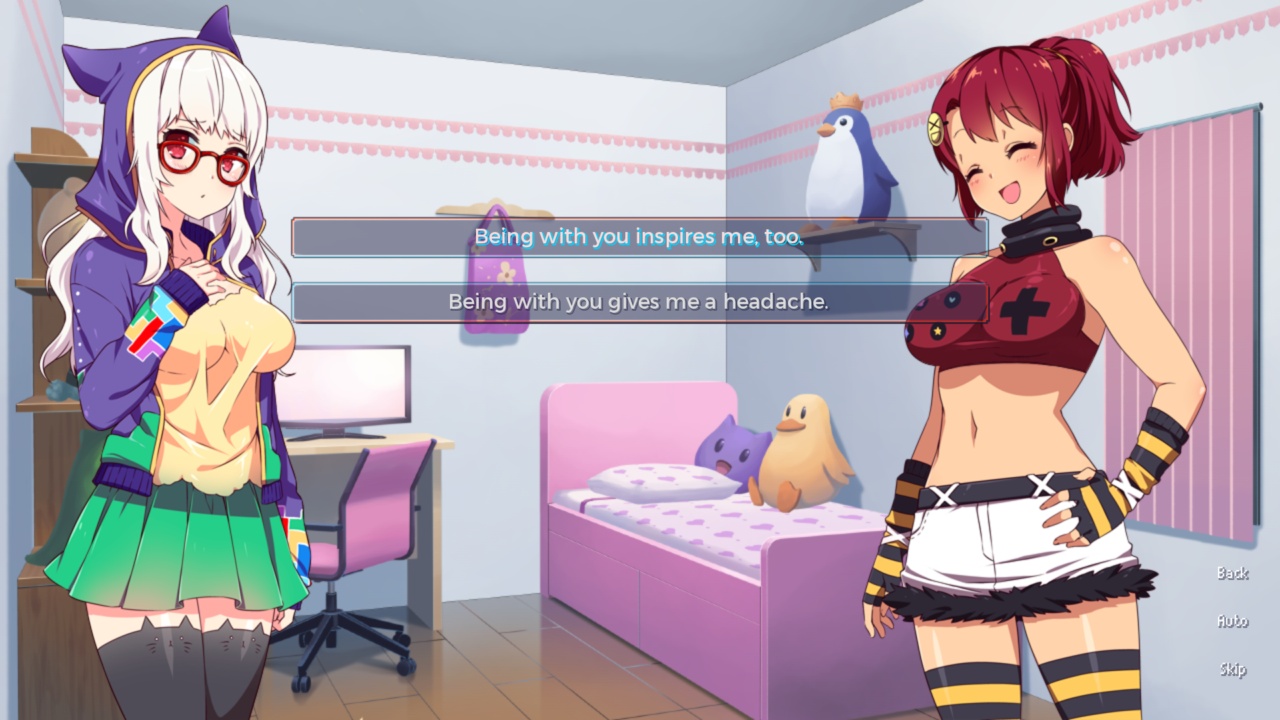 Being with you inspires me, too.
Being with you gives me a headache.
Back
Auto
Skip